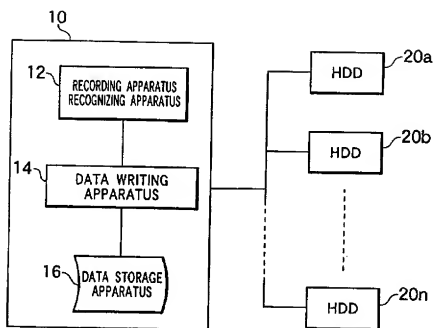 10
12
RECORDING APPARATUS
RECOGNIZING APPARATUS
14
DATA WRITING
APPARATUS
16
DATA STORAGE
APPARATUS
HDD
20a
HDD
20b
HDD
20n